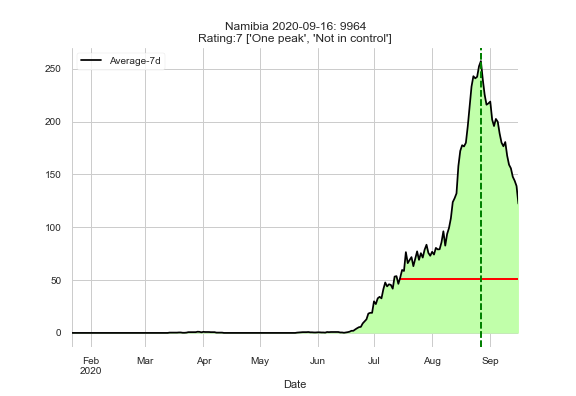 Namibia 2020-09-16: 9964
Rating:7 ['One peak', 'Not in control']
Average-7d
250
200
150
100
50
0
Feb Mar Apr May Jun Jul Aug Sep
2020
Date